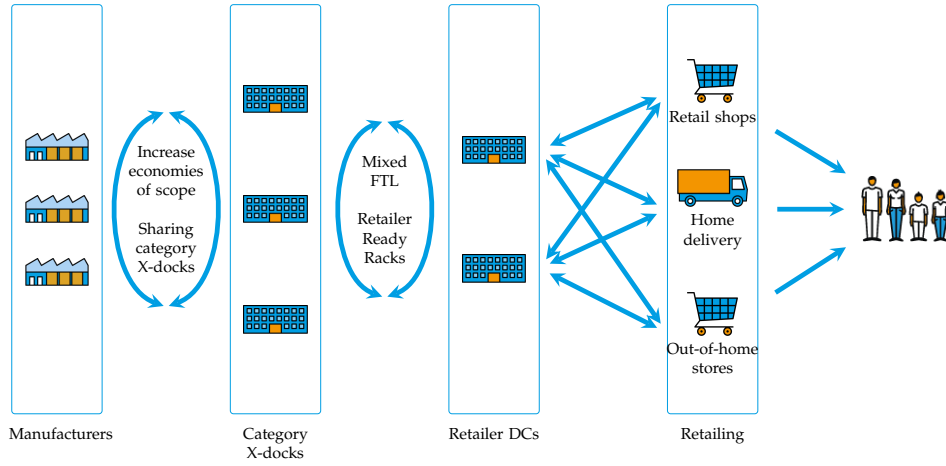 Increase
economies
of scope
Sharing
category
X-docks
Mixed
FTL
Retailer
Ready
Racks
Retail shops
Home
delivery
Out-of-home
stores
Manufacturers
Category
X-docks
Retailer DCs
Retailing